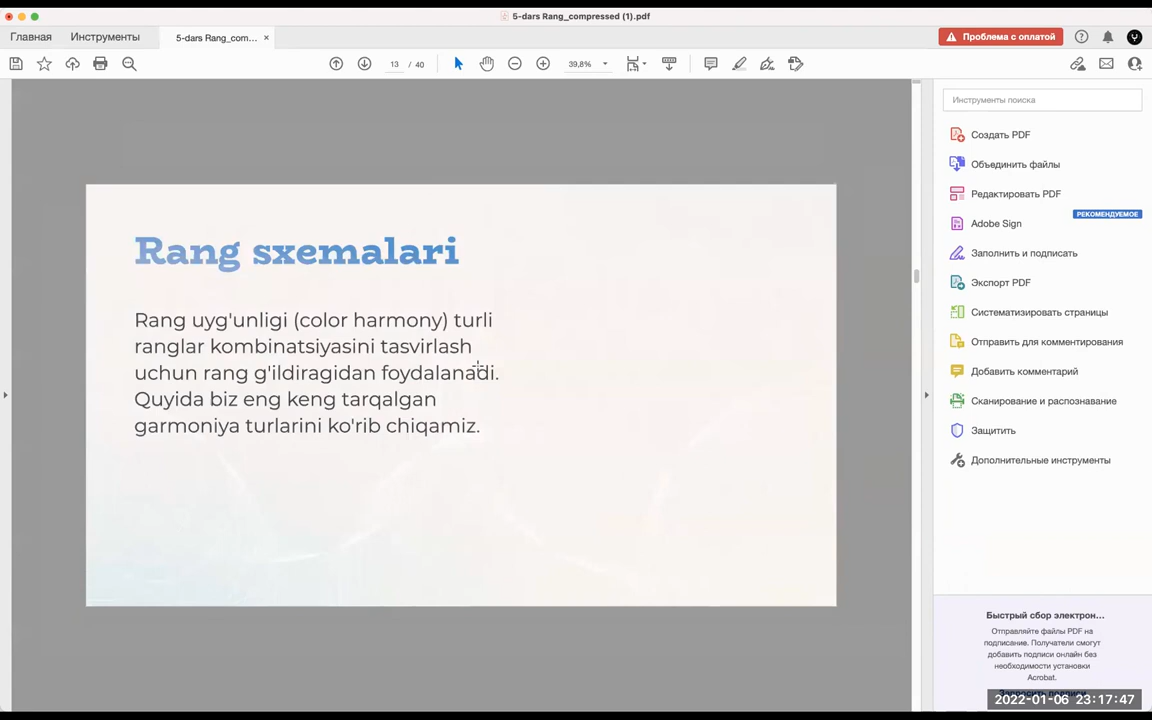 5-dars Rang_compressed (1).pdf
Главная
Инструменты
5-dars Rang_com...
Проблема с оплатой
13 / 40
39,8%
Rang sxemalari
Rang uyg'unligi (color harmony) turli
ranglar kombinatsiyasini tasvirlash
uchun rang g'ildiragidan foydalanadi.
Quyida biz eng keng tarqalgan
garmoniya turlarini ko'rib chiqamiz.
Инструменты поиска
Создать PDF
Объединить файлы
Редактировать PDF
РЕКОМЕНДУЕМОЕ
Adobe Sign
Заполнить и подписать
Экспорт PDF
Систематизировать страницы
Отправить для комментирования
Добавить комментарий
Сканирование и распознавание
Защитить
Дополнительные инструменты
Быстрый сбор электрон...
Отправляйте файлы PDF на
подписание. Получатели смогут
добавить подписи онлайн без
необходимости установки
Acrobat.
2022-01-06 23:17:47